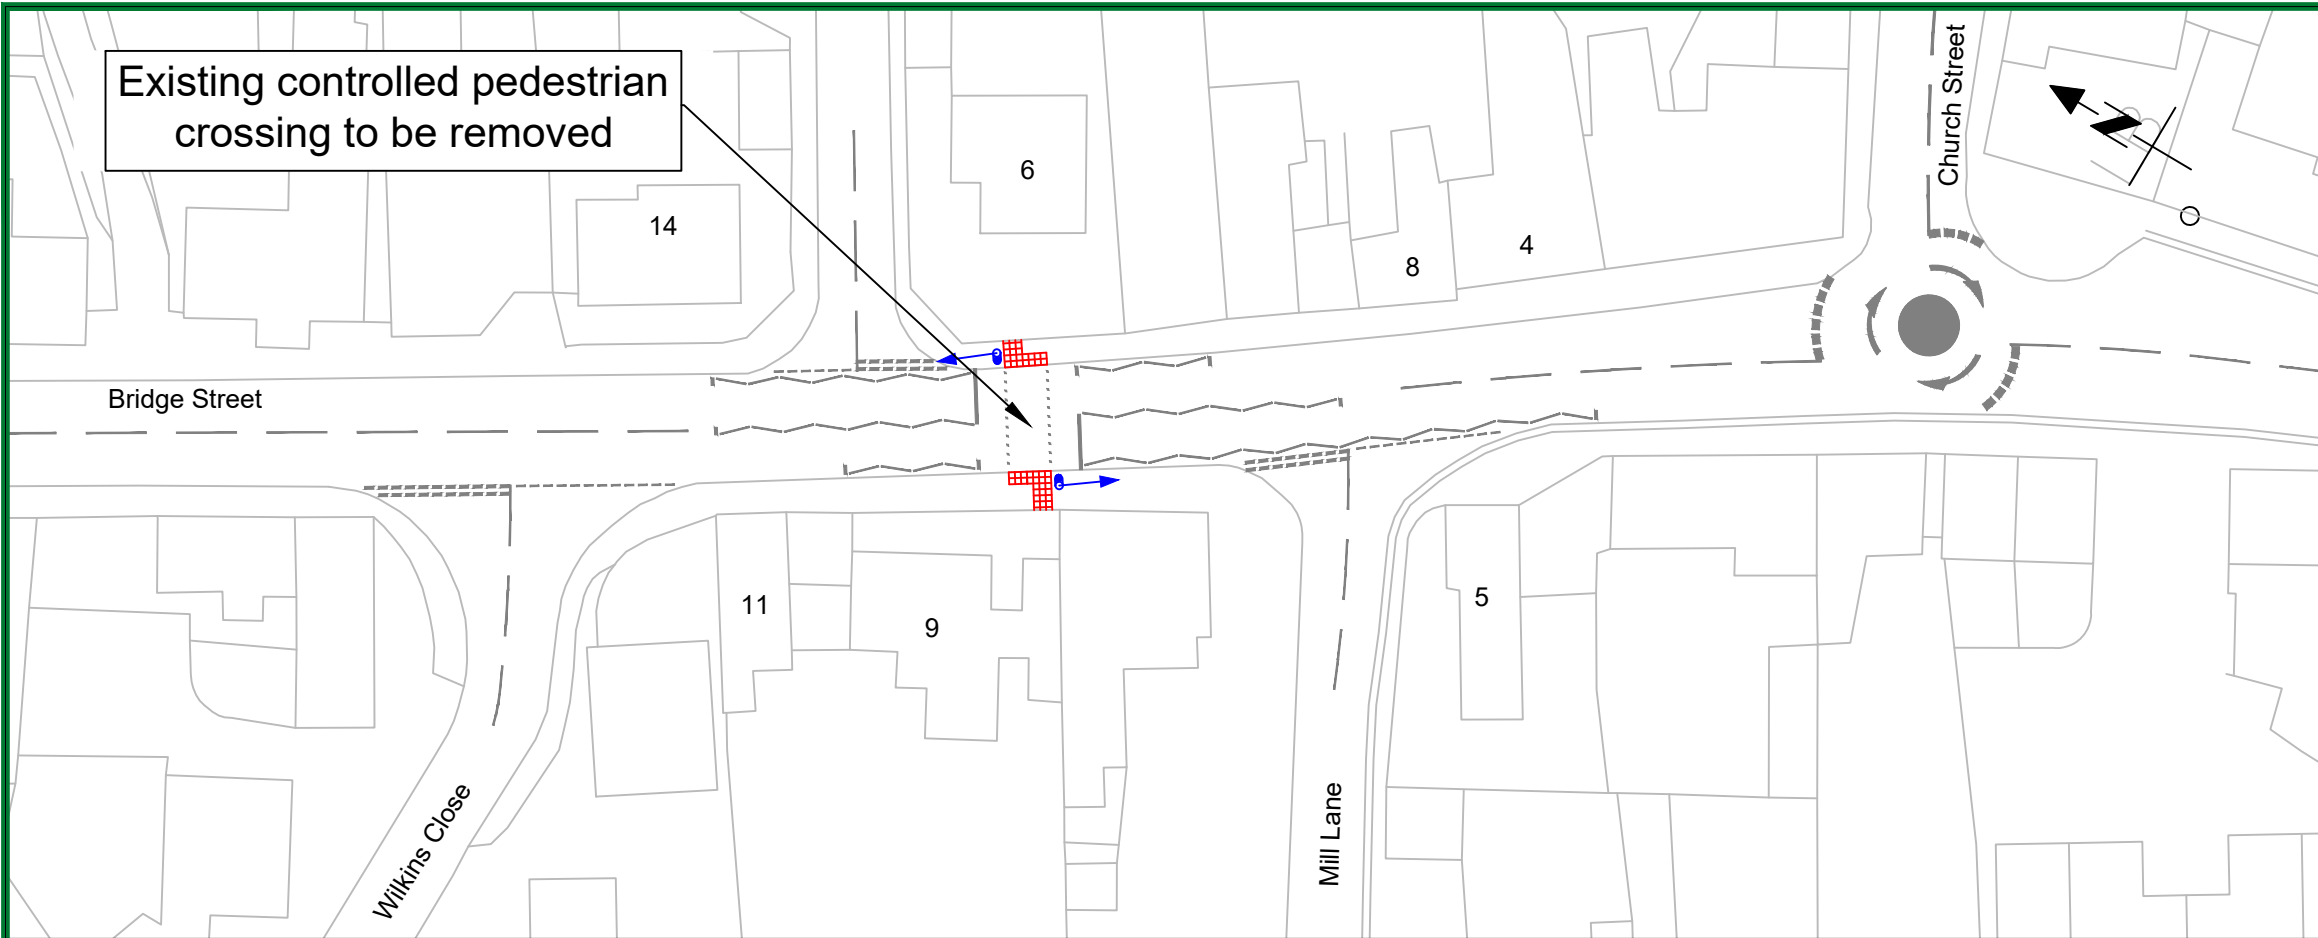 Existing controlled pedestrian
crossing to be removed
Church Street
N
6
14
4
8
Bridge Street
11
9
5
Wilkins Close
Mill Lane